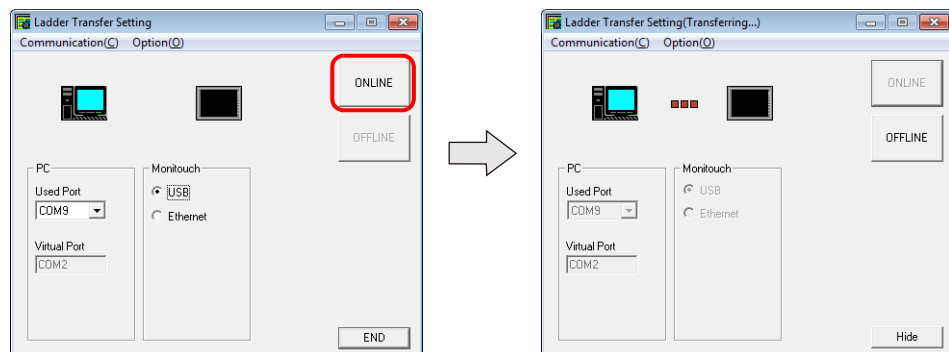 Ladder Transfer Setting
Communication(C) Option(O)
ONLINE
OFFLINE
PC
Used Port
COM9
Virtual Port
COM2
Monitouch
USB
Ethernet
END
Ladder Transfer Setting(Transferring...)
Communication(C) Option(O)
ONLINE
OFFLINE
PC
Used Port
COM9
Virtual Port
COM2
Monitouch
USB
Ethernet
Hide